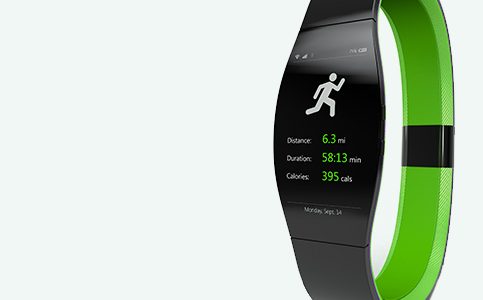 Distance: 6.3 mi
Duration: 58:13 min
Calories: 395 cals
Monday, Sept. 14